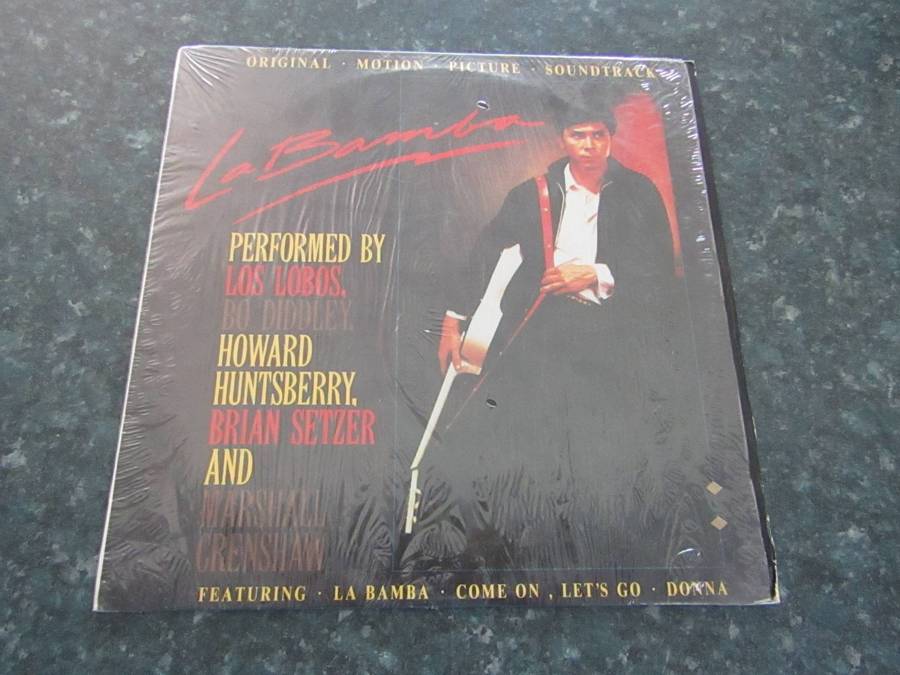 ORIGINAL · MOTION · PICTURE · SOUNDTRACK
La Bamba
PERFORMED BY
LOS LOBOS,
BO DIDDLEY,
HOWARD
HUNTSBERRY,
BRIAN SETZER
AND
MARSHALL
CRENSHAW
FEATURING · LA BAMBA · COME ON, LET'S GO · DONNA